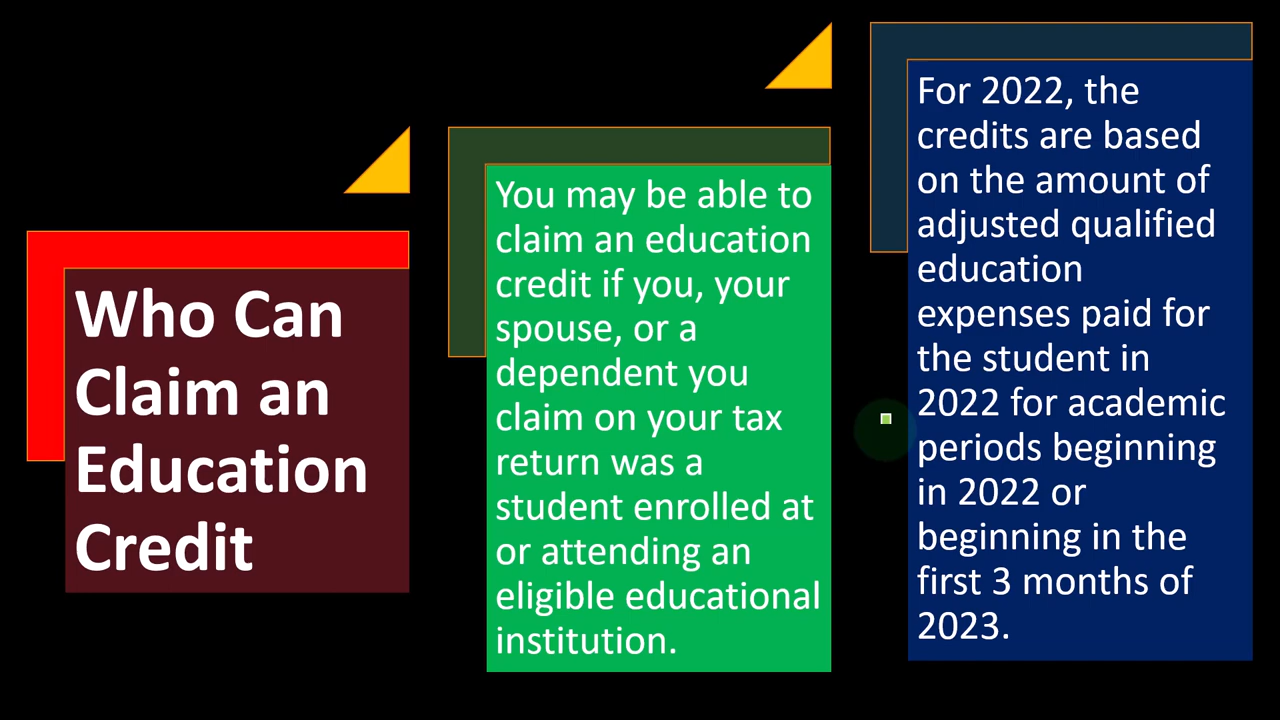 Who Can
Claim an
Education
Credit
You may be able to
claim an education
credit if you, your
spouse, or a
dependent you
claim on your tax
return was a
student enrolled at
or attending an
eligible educational
institution.
For 2022, the
credits are based
on the amount of
adjusted qualified
education
expenses paid for
the student in
2022 for academic
periods beginning
in 2022 or
beginning in the
first 3 months of
2023.